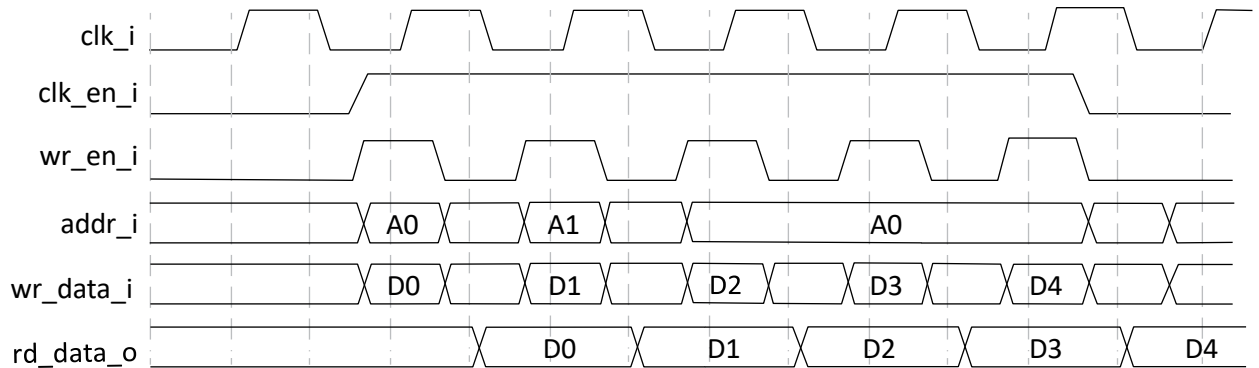 clk_i
clk_en_i
wr_en_i
addr_i A0 A1 A0
wr_data_i D0 D1 D2 D3 D4
rd_data_o D0 D1 D2 D3 D4